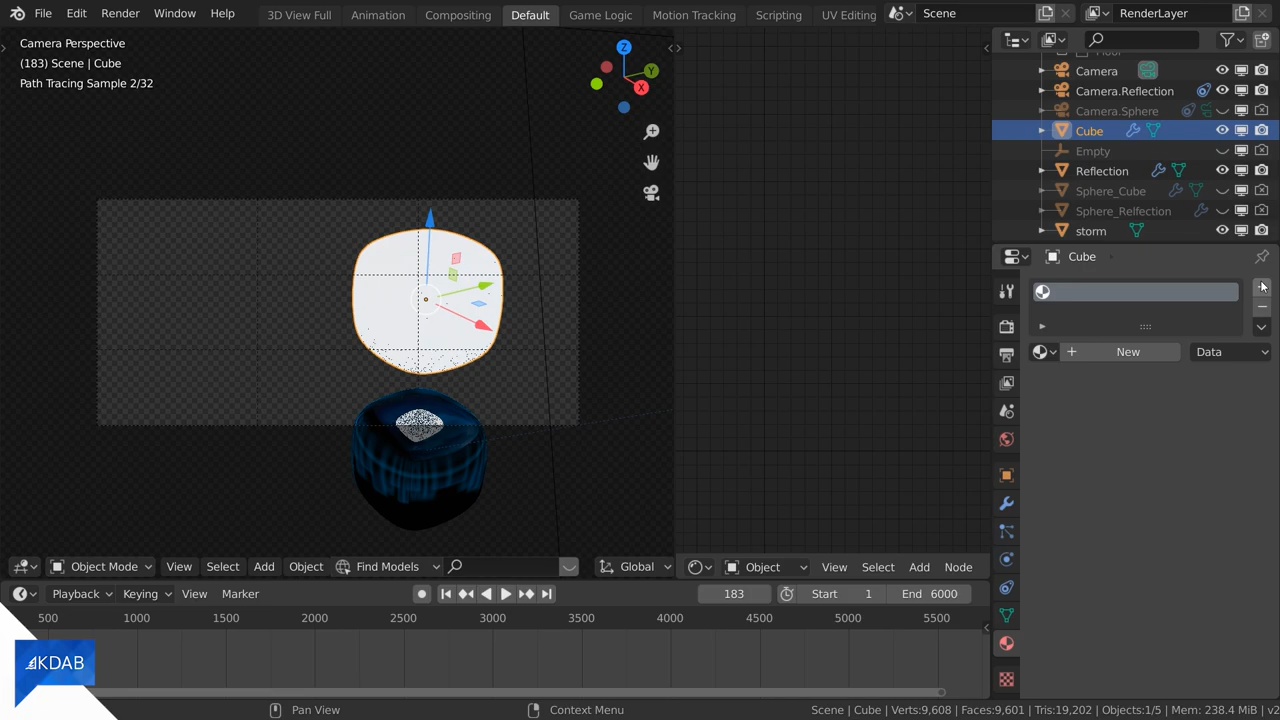 File Edit Render Window Help 3D View Full Animation Compositing Default Game Logic Motion Tracking Scripting UV Editing Scene RenderLayer
Camera Perspective
(183) Scene | Cube
Path Tracing Sample 2/32
Z
Y
X
Camera
Camera.Reflection
Camera.Sphere
Cube
Empty
Reflection
Sphere_Cube
Sphere_Relfection
storm
Cube
New Data
Object Mode View Select Add Object Find Models Global Object View Select Add Node
Playback Keying View Marker 183 Start 1 End 6000
500 1000 1500 2000 2500 3000 3500 4000 4500 5000 5500
KDAB
Pan View Context Menu Scene | Cube | Verts:9,608 | Faces:9,601 | Tris:19,202 | Objects:1/5 | Mem: 238.4 MiB | v2